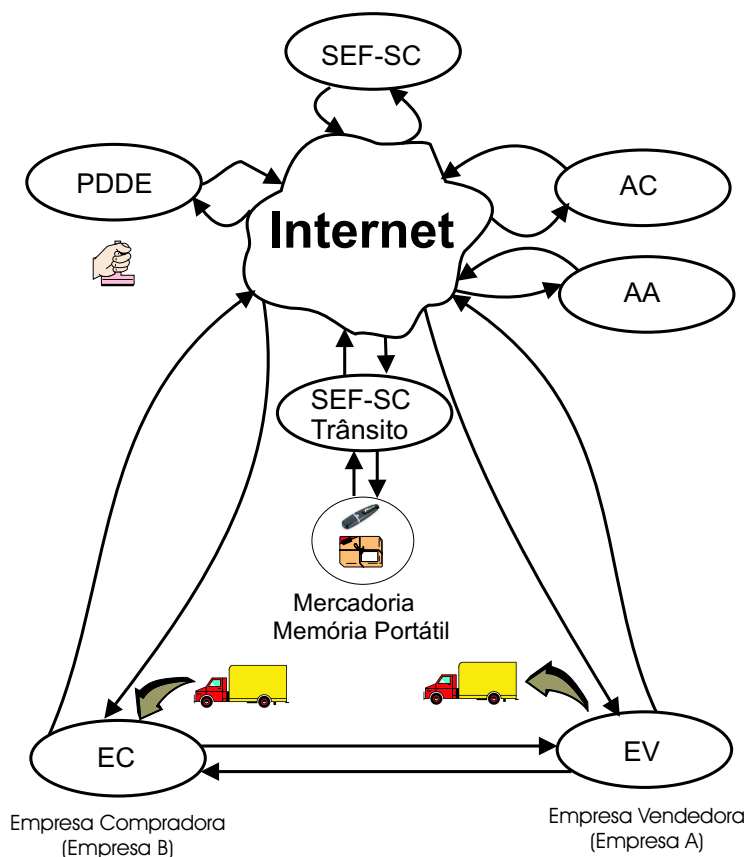 SEF-SC
PDDE
AC
Internet
AA
SEF-SC
Trânsito
Mercadoria
Memória Portátil
EC
EV
Empresa Compradora
(Empresa B)
Empresa Vendedora
(Empresa A)